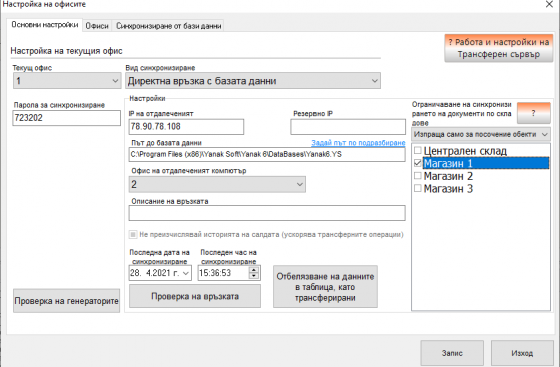 Настройка на офисите
Основни настройки
Офиси
Синхронизиране от бази данни
Настройка на текущия офис
? Работа и настройки на
Трансферен сървър
Текущ офис
1
Вид синхронизиране
Директна връзка с базата данни
Парола за синхронизиране
723202
Настройки
IP на отдалеченият
78.90.78.108
Резервно IP
Път до базата данни
Задай път по подразбиране
C:\Program Files (x86)\Yanak Soft\Yanak 6\DataBases\Yanak6.YS
Офис на отдалеченият компютър
2
Описание на връзката
Не преизчислявай историята на салдата (ускорява трансферните операции)
Последна дата на
синхронизиране
28. 4.2021 г.
Последен час на
синхронизиране
15:36:53
Отбелязване на данните
в таблица, като
трансферирани
Проверка на връзката
Проверка на генераторите
Ограничаване на синхронизи
рането на документи по скла
дове
?
Изпраща само за посочение обекти
Централен склад
Магазин 1
Магазин 2
Магазин 3
Запис
Изход